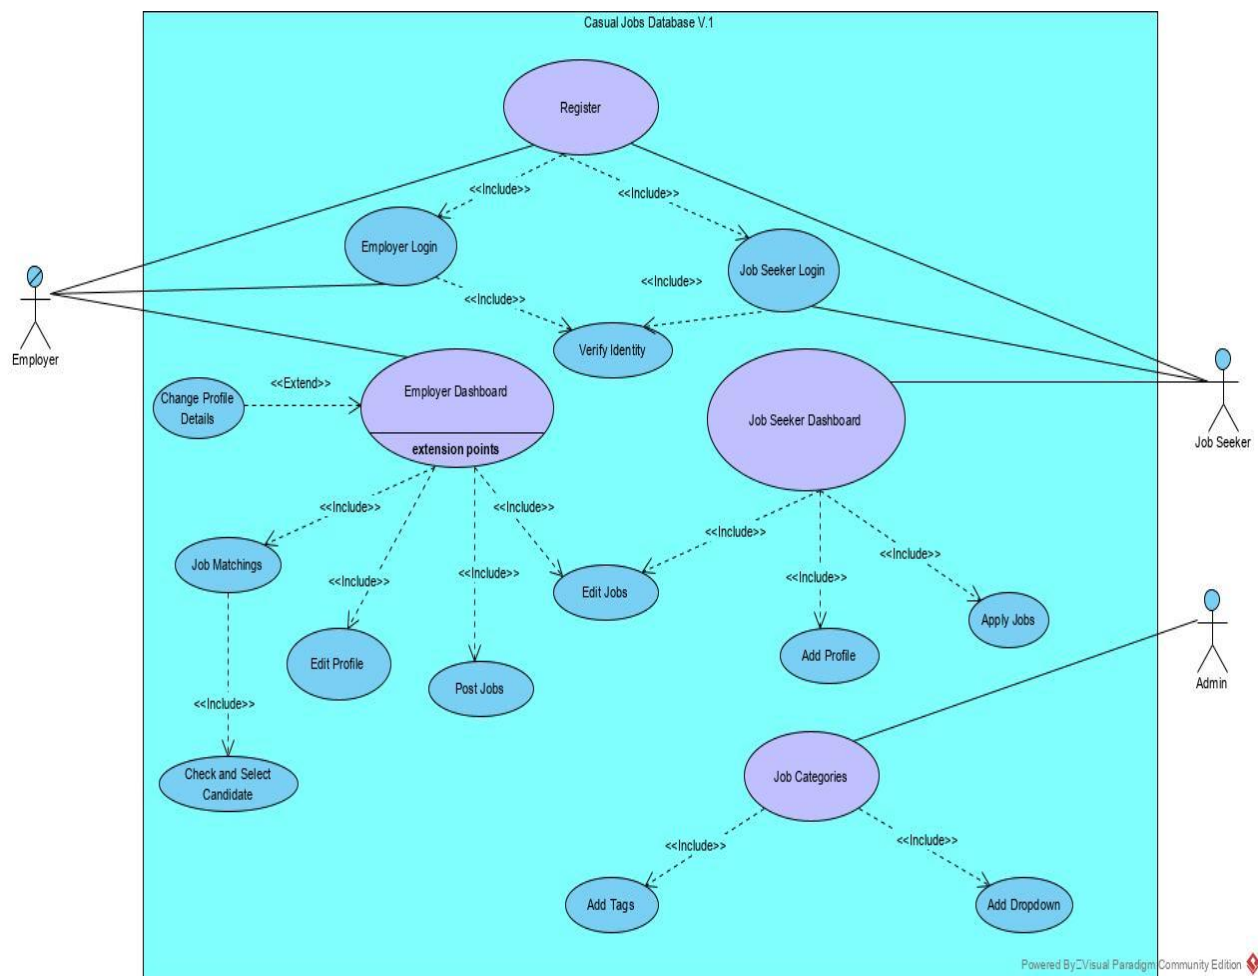 Casual Jobs Database V.1
Register
<<Include>>
<<Include>>
Employer Login
Job Seeker Login
<<Include>>
<<Include>>
Verify Identity
Employer
Job Seeker
<<Extend>>
Change Profile
Details
Employer Dashboard
extension points
Job Seeker Dashboard
<<Include>>
<<Include>>
<<Include>>
<<Include>>
Job Matchings
<<Include>>
<<Include>>
<<Include>>
Edit Jobs
Apply Jobs
Edit Profile
Add Profile
Post Jobs
Admin
<<Include>>
Check and Select
Candidate
Job Categories
<<Include>>
<<Include>>
Add Tags
Add Dropdown
Powered By Visual Paradigm Community Edition